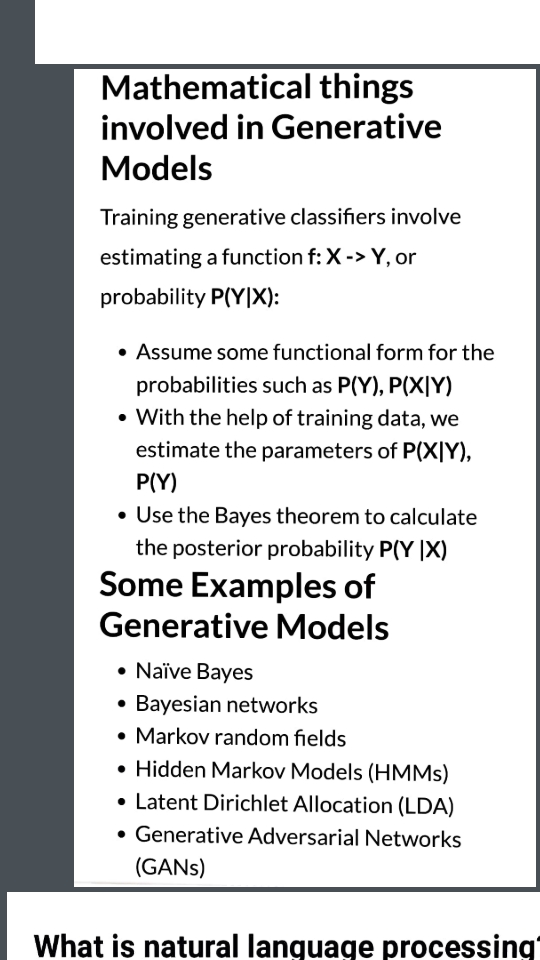 Mathematical things
involved in Generative
Models
Training generative classifiers involve
estimating a function f: X -> Y, or
probability P(Y|X):
• Assume some functional form for the
probabilities such as P(Y), P(X|Y)
• With the help of training data, we
estimate the parameters of P(X|Y),
P(Y)
• Use the Bayes theorem to calculate
the posterior probability P(Y |X)
Some Examples of
Generative Models
• Naïve Bayes
• Bayesian networks
• Markov random fields
• Hidden Markov Models (HMMs)
• Latent Dirichlet Allocation (LDA)
• Generative Adversarial Networks
(GANs)
What is natural language processing?